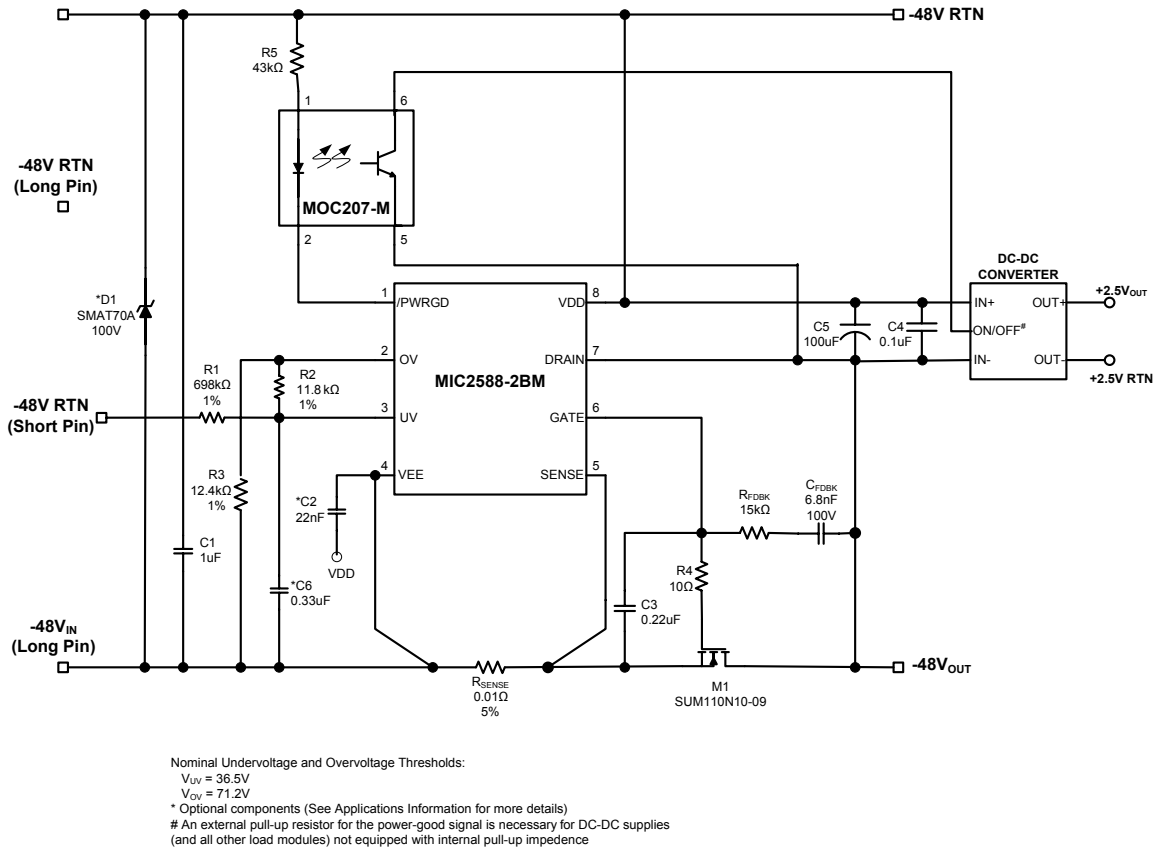 -48V RTN
R5
43kΩ
1
6
-48V RTN
(Long Pin)
MOC207-M
2
5
DC-DC
CONVERTER
*D1
SMAT70A
100V
1
/PWRGD
VDD
8
IN+
OUT+
+2.5VOUT
C5
100uF
C4
0.1uF
ON/OFF#
2
OV
DRAIN
7
IN-
OUT-
+2.5V RTN
R1
698kΩ
1%
R2
11.8kΩ
1%
MIC2588-2BM
-48V RTN
(Short Pin)
3
UV
GATE
6
R3
12.4kΩ
1%
4
VEE
SENSE
5
*C2
22nF
VDD
RFDBK
15kΩ
CFDBK
6.8nF
100V
C1
1uF
*C6
0.33uF
R4
10Ω
C3
0.22uF
-48VIN
(Long Pin)
-48VOUT
RSENSE
0.01Ω
5%
M1
SUM110N10-09
Nominal Undervoltage and Overvoltage Thresholds:
VUV = 36.5V
VOV = 71.2V
* Optional components (See Applications Information for more details)
# An external pull-up resistor for the power-good signal is necessary for DC-DC supplies
(and all other load modules) not equipped with internal pull-up impedence